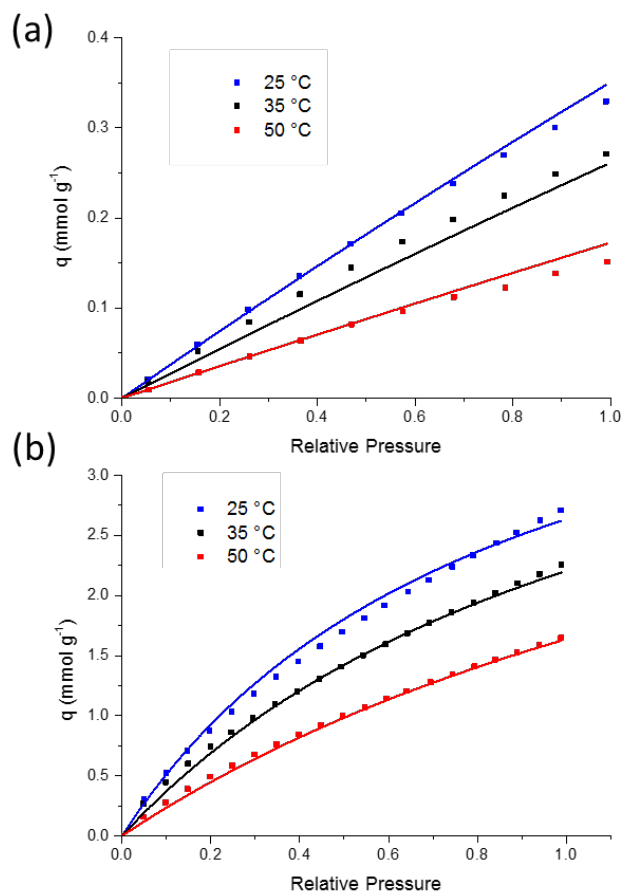 (a)
0.4
0.3
0.2
0.1
0.0
q (mmol g⁻¹)
25 °C
35 °C
50 °C
0.0 0.2 0.4 0.6 0.8 1.0
Relative Pressure
(b)
3.0
2.5
2.0
1.5
1.0
0.5
0.0
q (mmol g⁻¹)
25 °C
35 °C
50 °C
0.0 0.2 0.4 0.6 0.8 1.0
Relative Pressure